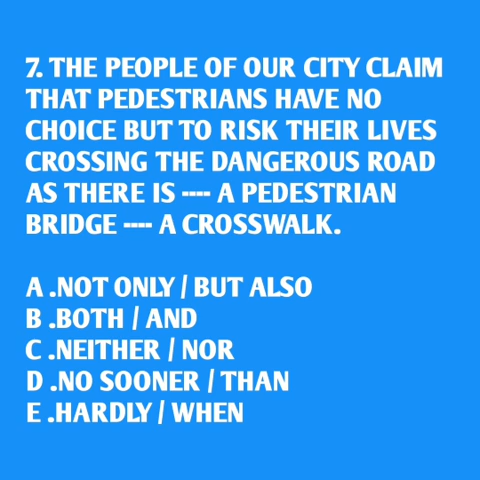 7. THE PEOPLE OF OUR CITY CLAIM
THAT PEDESTRIANS HAVE NO
CHOICE BUT TO RISK THEIR LIVES
CROSSING THE DANGEROUS ROAD
AS THERE IS ---- A PEDESTRIAN
BRIDGE ---- A CROSSWALK.
A .NOT ONLY / BUT ALSO
B .BOTH / AND
C .NEITHER / NOR
D .NO SOONER / THAN
E .HARDLY / WHEN